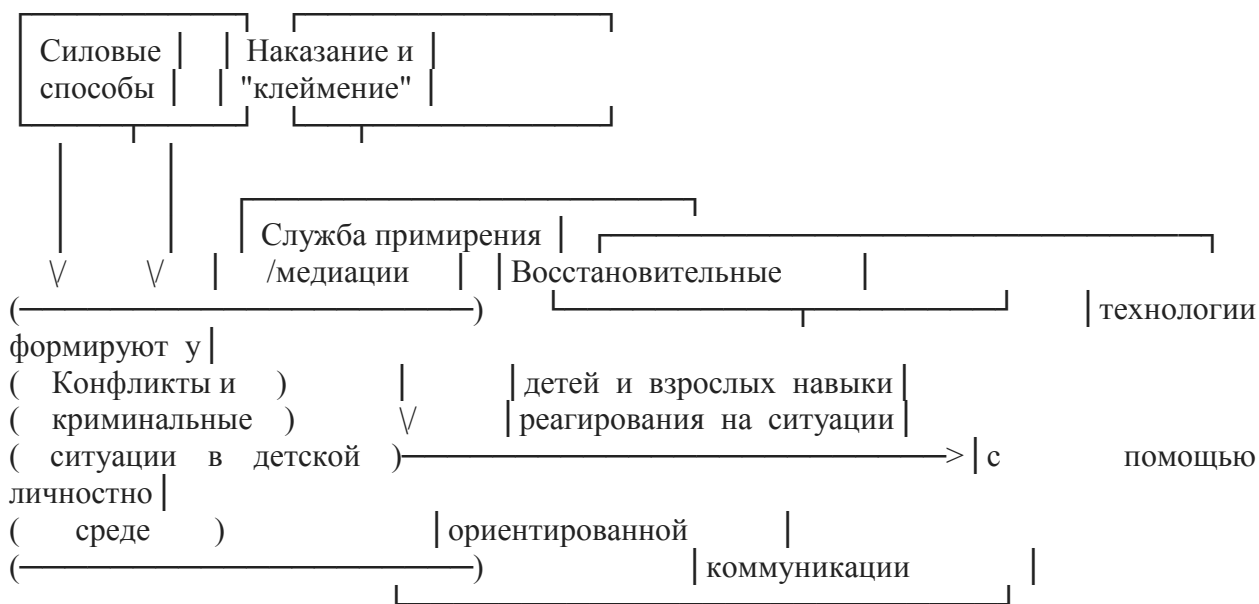 Силовые Наказание и
способы "клеймение"
Служба примирения
/медиации Восстановительные
технологии
формируют у
( Конфликты и ) детей и взрослых навыки
( криминальные ) реагирования на ситуации
( ситуации в детской ) с помощью
личностно
( среде ) ориентированной
коммуникации